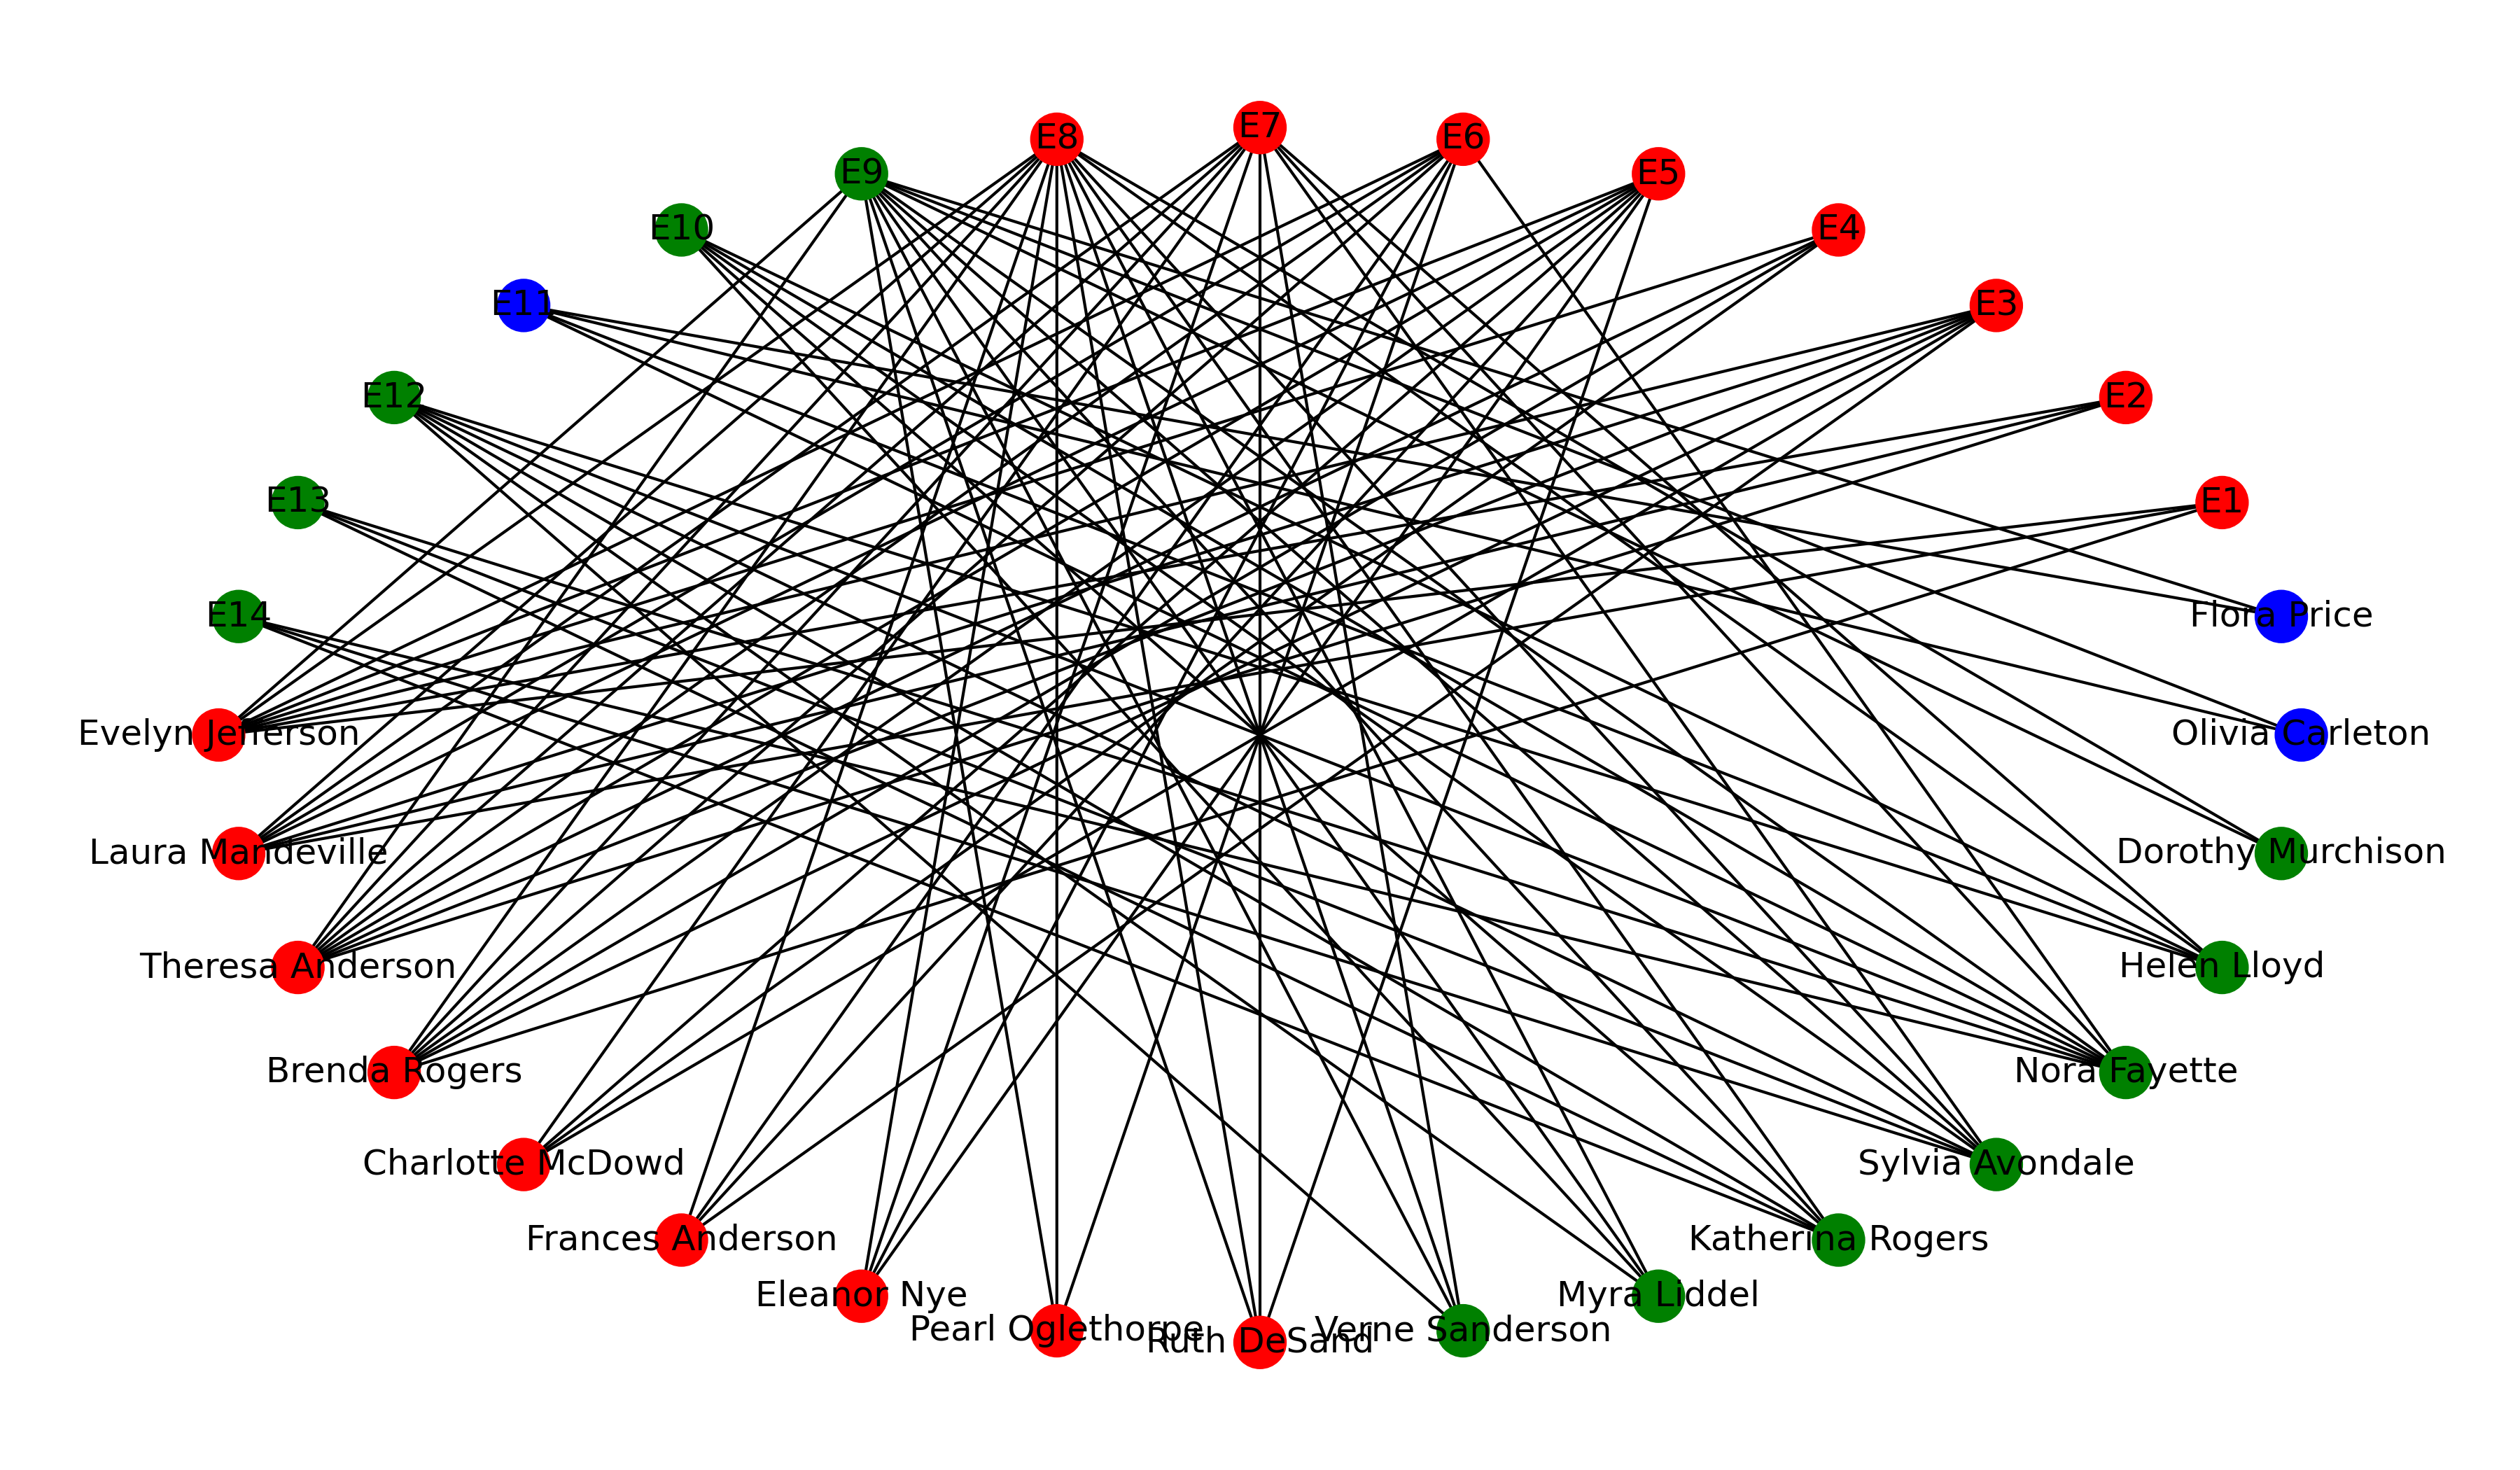 E7
E8
E6
E9
E5
E10
E4
E11
E3
E12
E2
E13
E1
E14
Flora Price
Evelyn Jefferson
Olivia Carleton
Laura Mandeville
Dorothy Murchison
Theresa Anderson
Helen Lloyd
Brenda Rogers
Nora Fayette
Charlotte McDowd
Sylvia Avondale
Frances Anderson
Katherina Rogers
Eleanor Nye
Myra Liddel
Pearl Oglethorpe
Ruth DeSand
Verne Sanderson